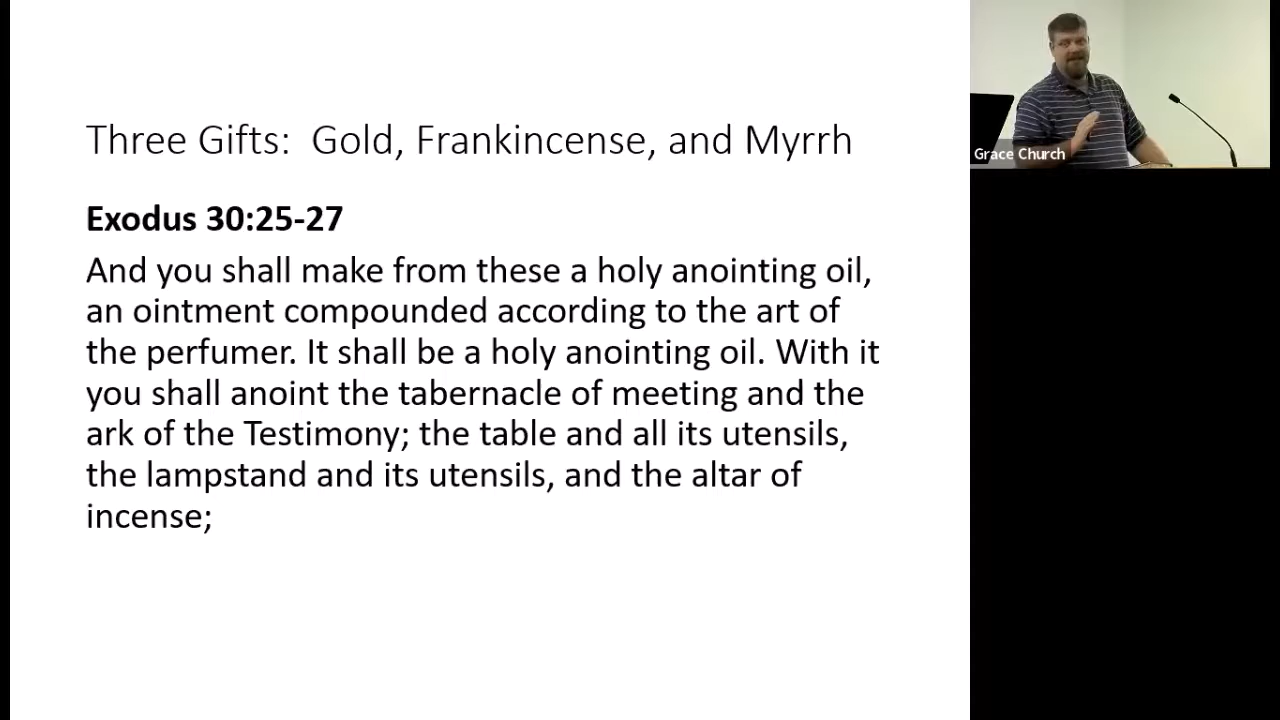 Three Gifts:  Gold, Frankincense, and Myrrh
Exodus 30:25-27
And you shall make from these a holy anointing oil,
an ointment compounded according to the art of
the perfumer. It shall be a holy anointing oil. With it
you shall anoint the tabernacle of meeting and the
ark of the Testimony; the table and all its utensils,
the lampstand and its utensils, and the altar of
incense;
Grace Church